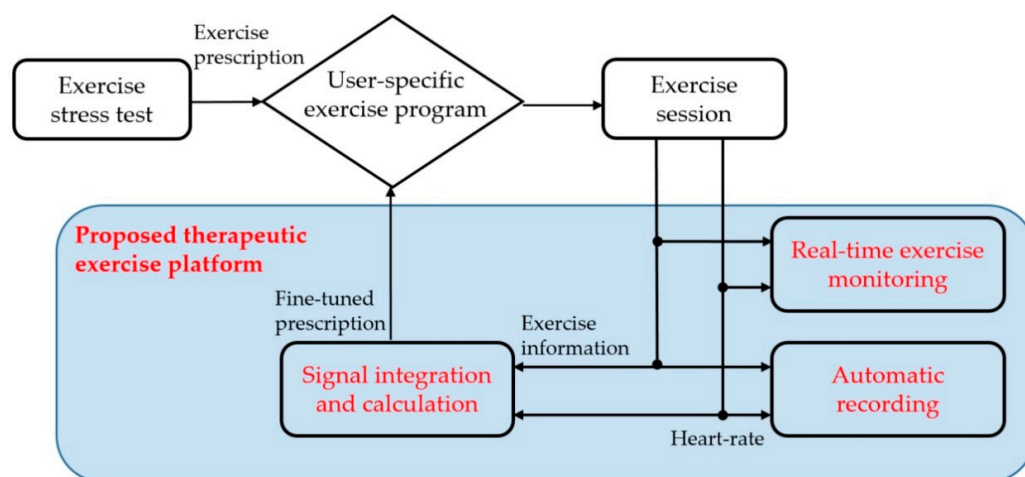 Exercise
prescription
Exercise
stress test
User-specific
exercise program
Exercise
session
Proposed therapeutic
exercise platform
Real-time exercise
monitoring
Fine-tuned
prescription
Exercise
information
Signal integration
and calculation
Automatic
recording
Heart-rate